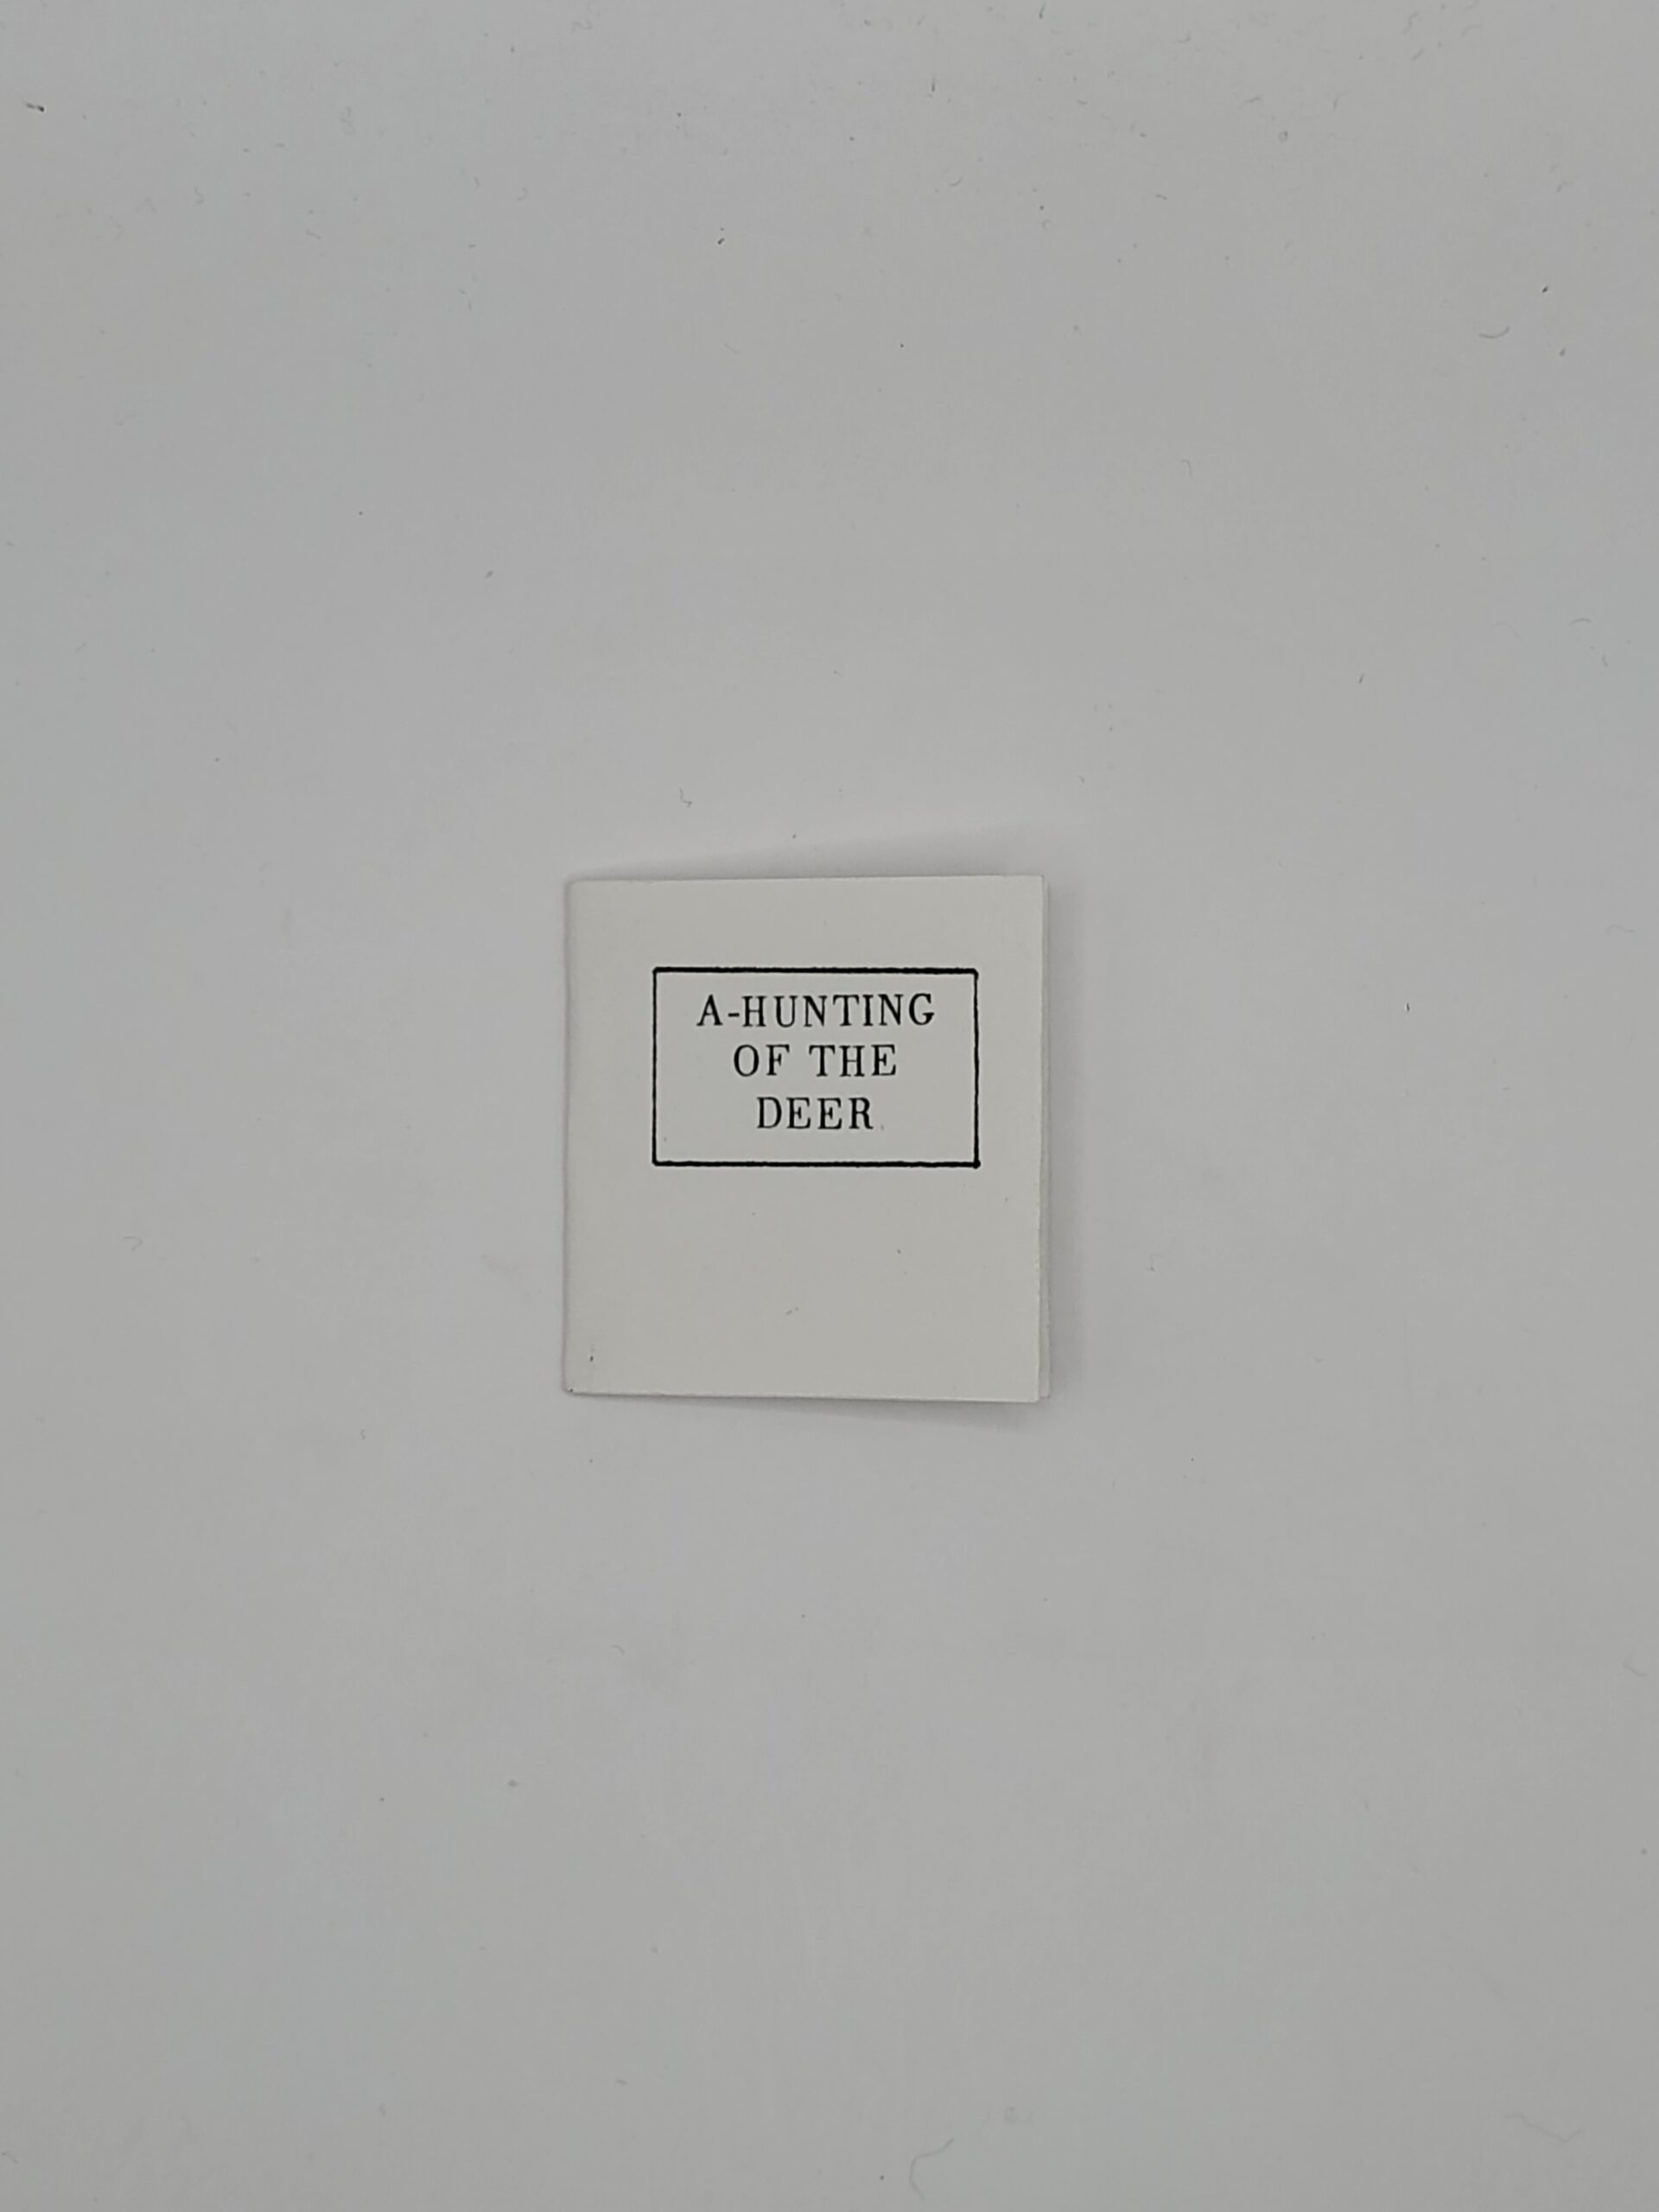 A-HUNTING
OF THE
DEER